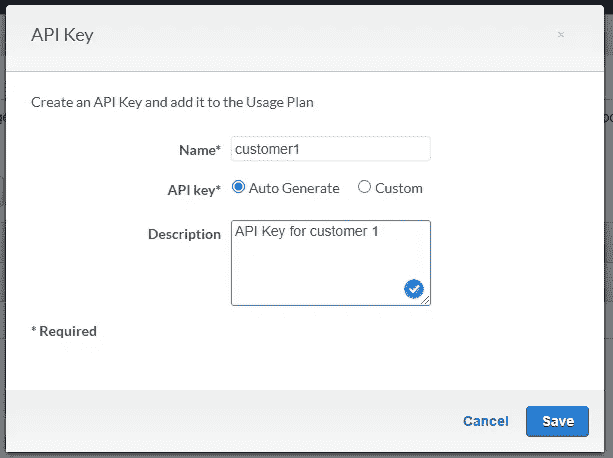 API Key
×
Create an API Key and add it to the Usage Plan
Name* customer1
API key* Auto Generate Custom
Description API Key for customer 1
* Required
Cancel Save